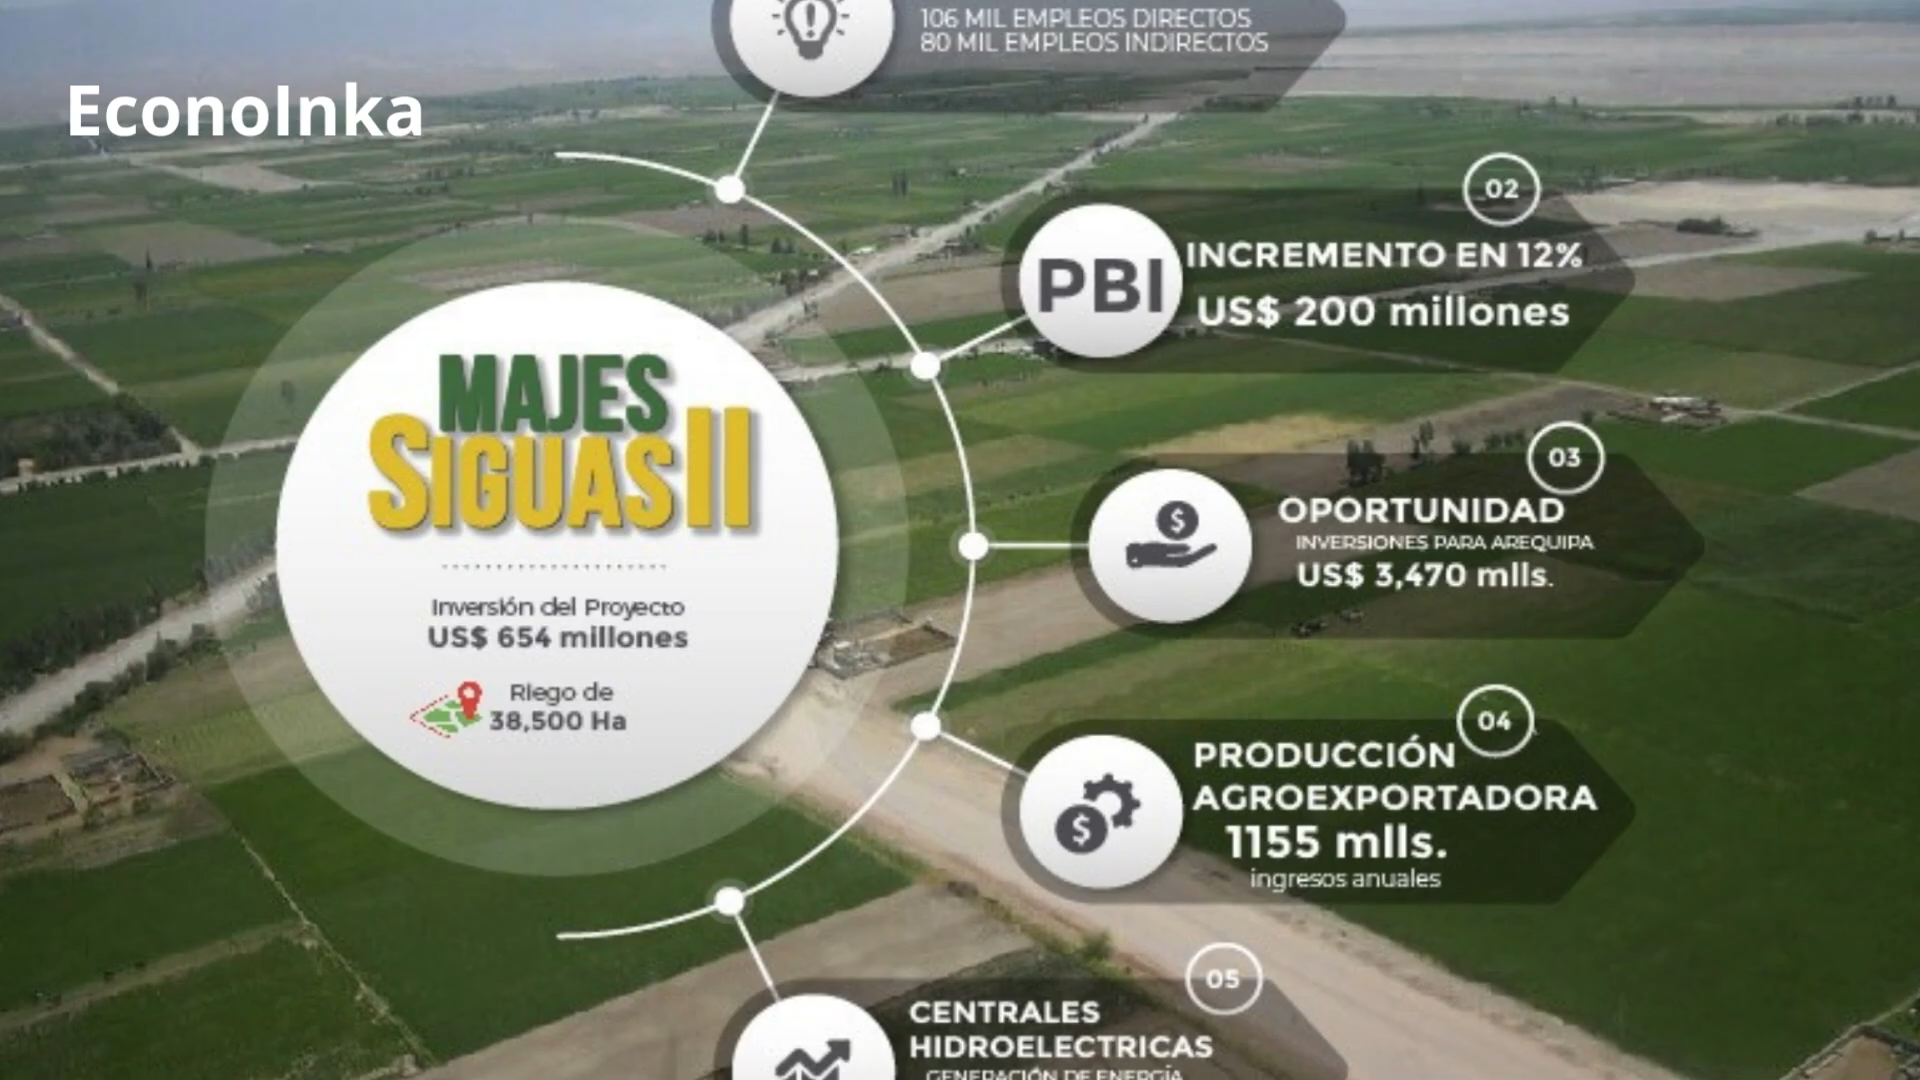 106 MIL EMPLEOS DIRECTOS
80 MIL EMPLEOS INDIRECTOS
EconoInka
02
PBI
INCREMENTO EN 12%
US$ 200 millones
MAJES
SIGUAS II
Inversión del Proyecto
US$ 654 millones
Riego de
38,500 Ha
03
OPORTUNIDAD
INVERSIONES PARA AREQUIPA
US$ 3,470 mlls.
04
PRODUCCIÓN
AGROEXPORTADORA
1155 mlls.
ingresos anuales
05
CENTRALES
HIDROELECTRICAS
GENERACIÓN DE ENERGÍA